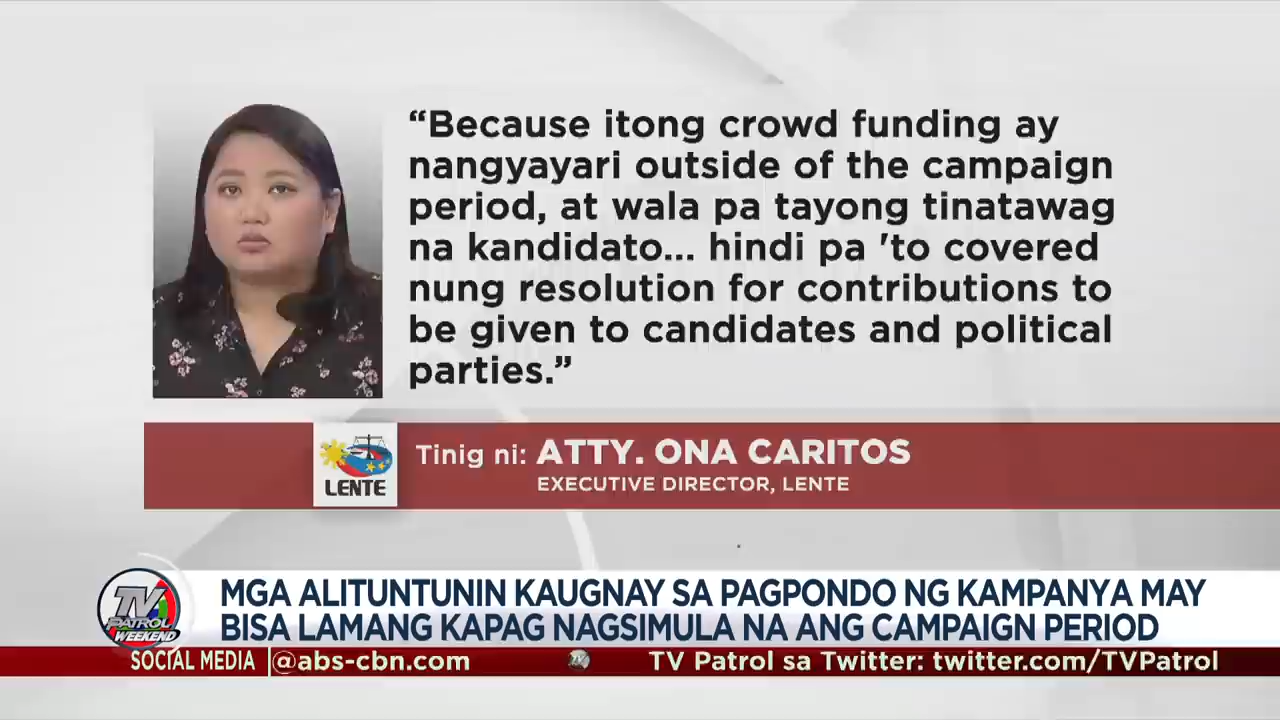 “Because itong crowd funding ay
nangyayari outside of the campaign
period, at wala pa tayong tinatawag
na kandidato... hindi pa 'to covered
nung resolution for contributions to
be given to candidates and political
parties.”
LENTE
Tinig ni: ATTY. ONA CARITOS
EXECUTIVE DIRECTOR, LENTE
TV PATROL WEEKEND
MGA ALITUNTUNIN KAUGNAY SA PAGPONDO NG KAMPANYA MAY
BISA LAMANG KAPAG NAGSIMULA NA ANG CAMPAIGN PERIOD
SOCIAL MEDIA @abs-cbn.com TV Patrol sa Twitter: twitter.com/TVPatrol